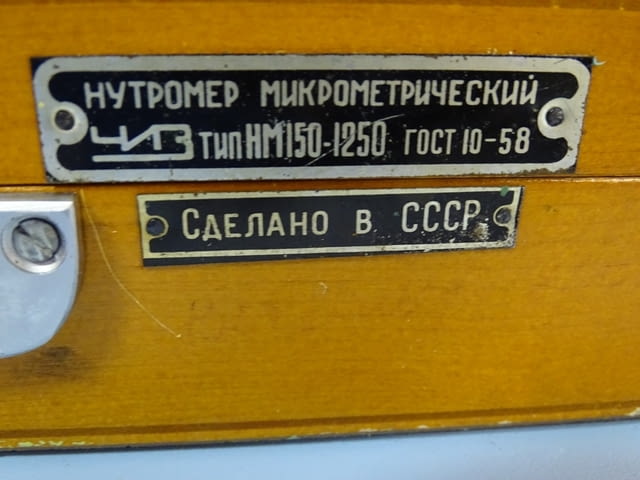 НУТРОМЕР МИКРОМЕТРИЧЕСКИЙ
ЧИЗ ТИП НМ150-1250 ГОСТ 10-58
СДЕЛАНО В СССР